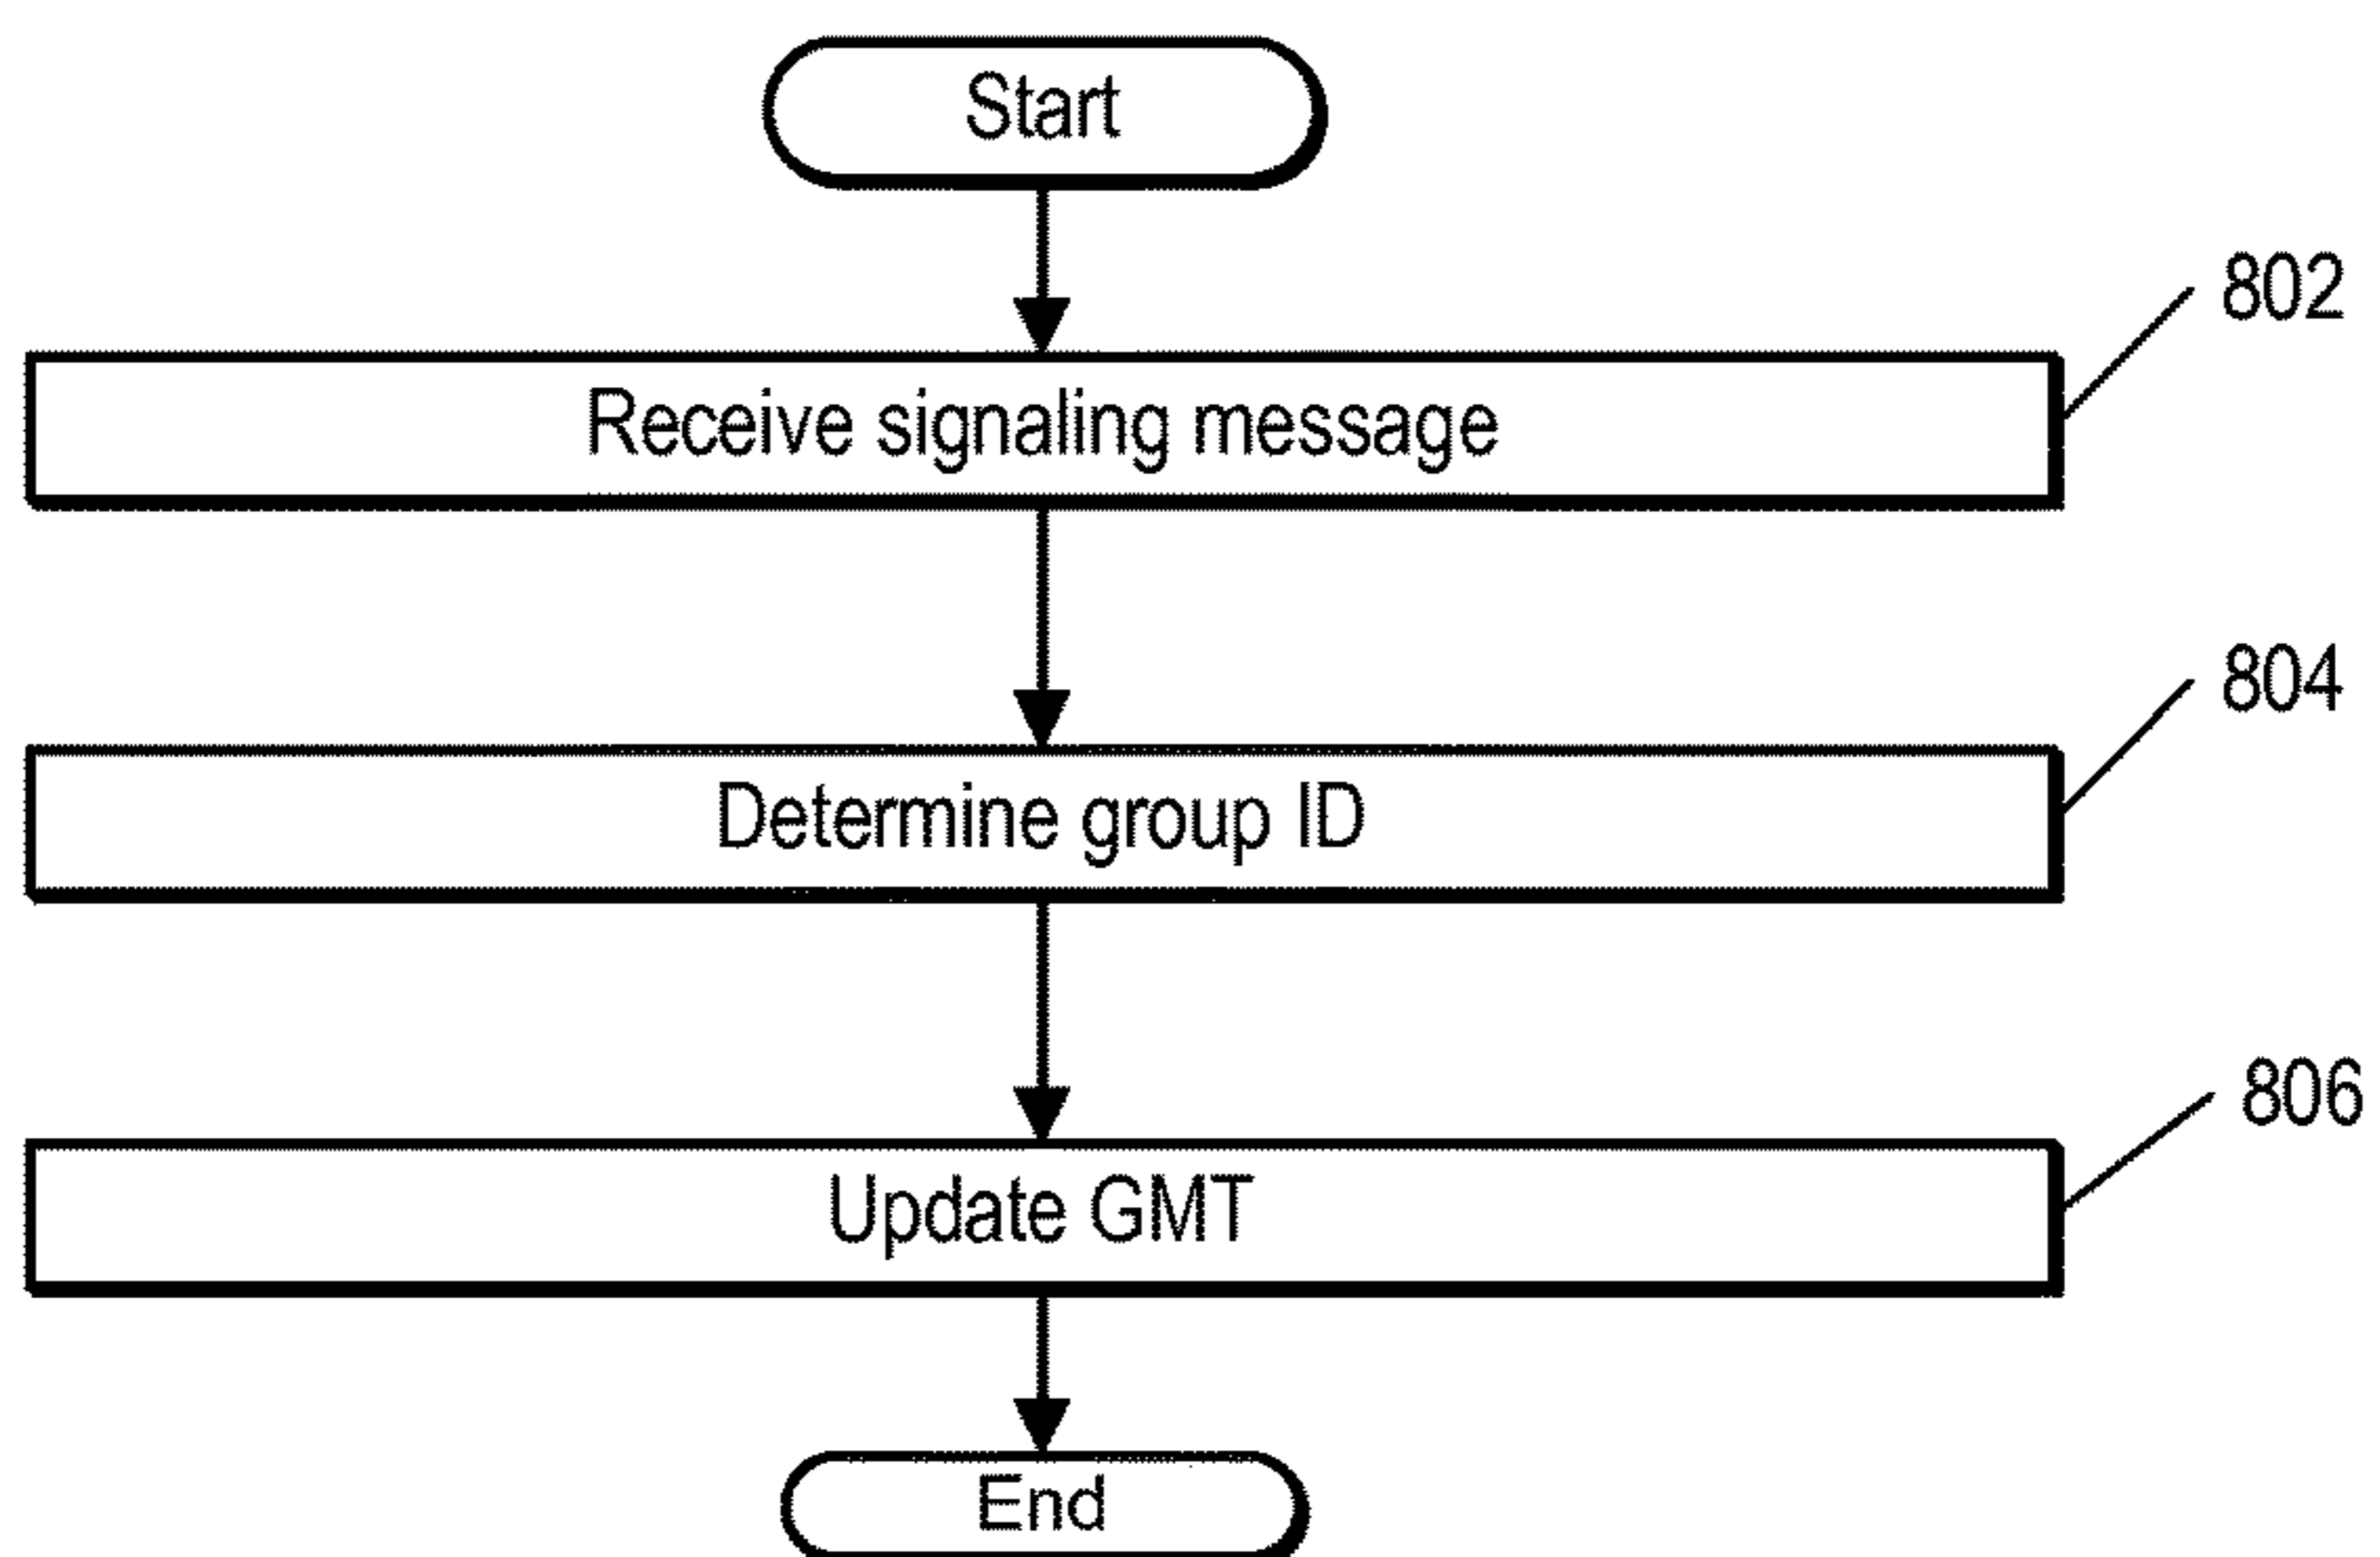 Start
802
Receive signaling message
804
Determine group ID
806
Update GMT
End